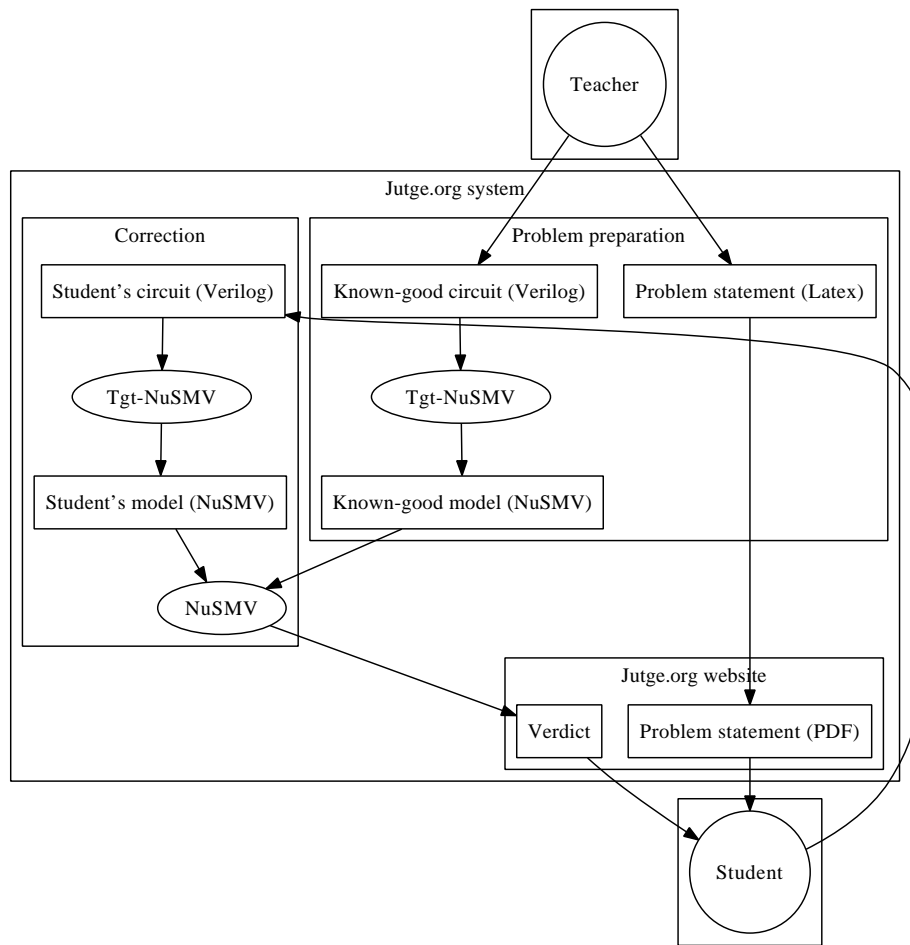 Teacher
Jutge.org system
Correction
Problem preparation
Student’s circuit (Verilog)
Known-good circuit (Verilog)
Problem statement (Latex)
Tgt-NuSMV
Tgt-NuSMV
Student’s model (NuSMV)
Known-good model (NuSMV)
NuSMV
Jutge.org website
Verdict
Problem statement (PDF)
Student